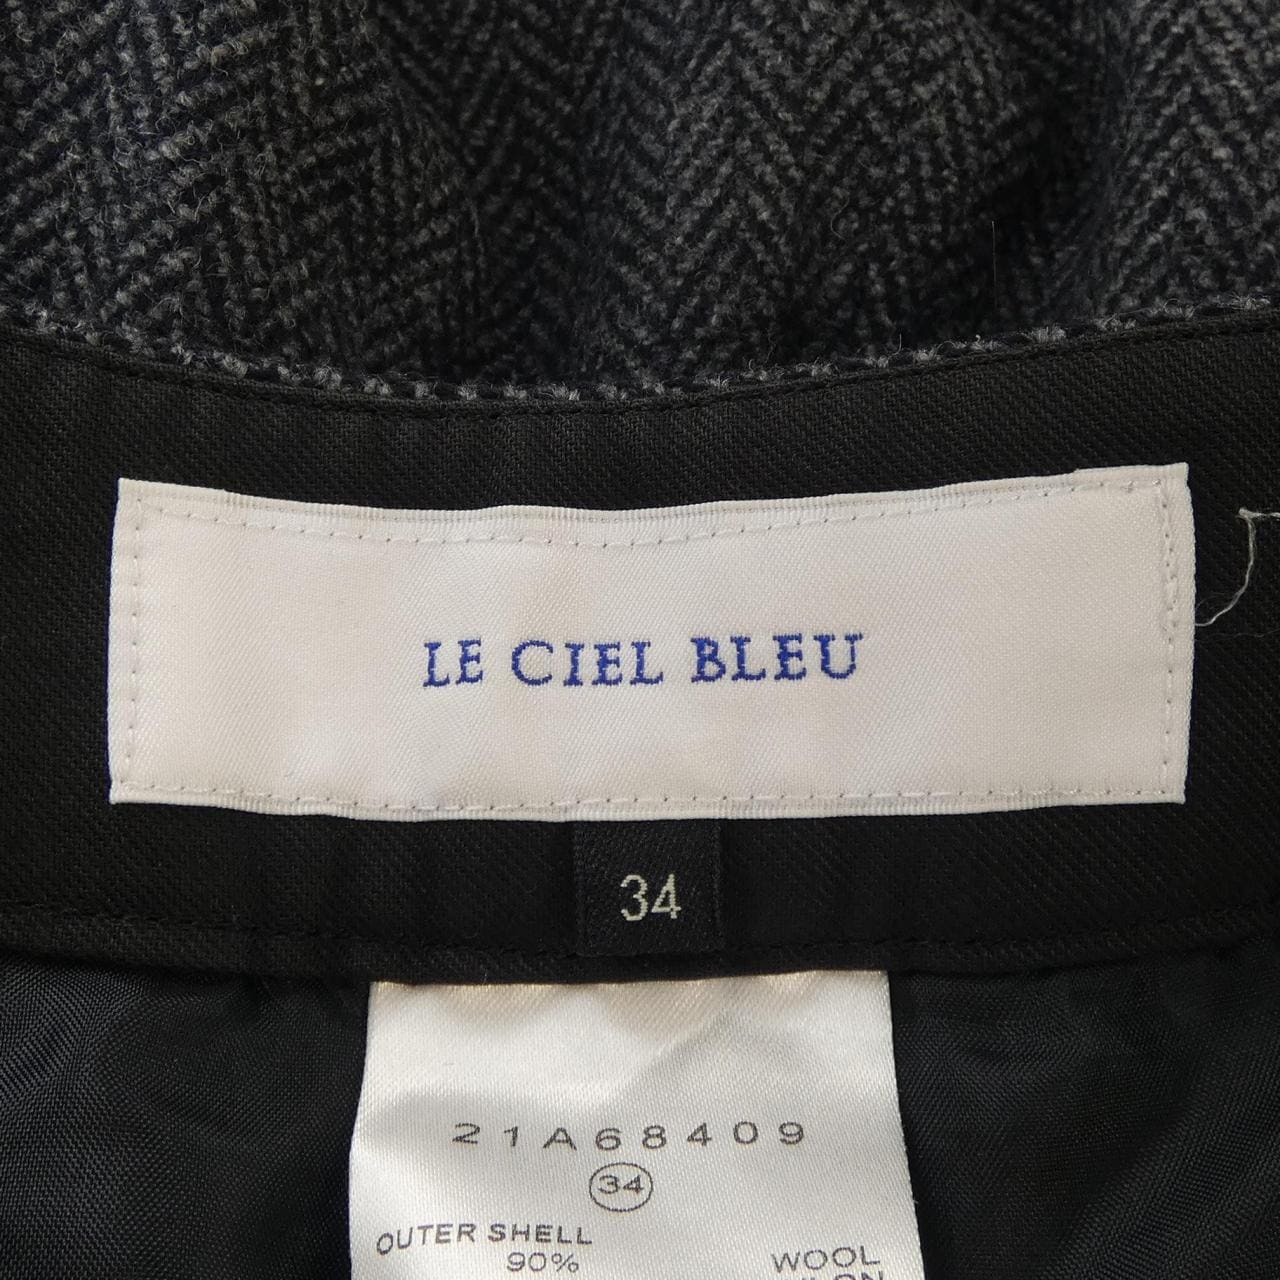 LE CIEL BLEU
34
21A68409
34
OUTER SHELL
90% WOOL